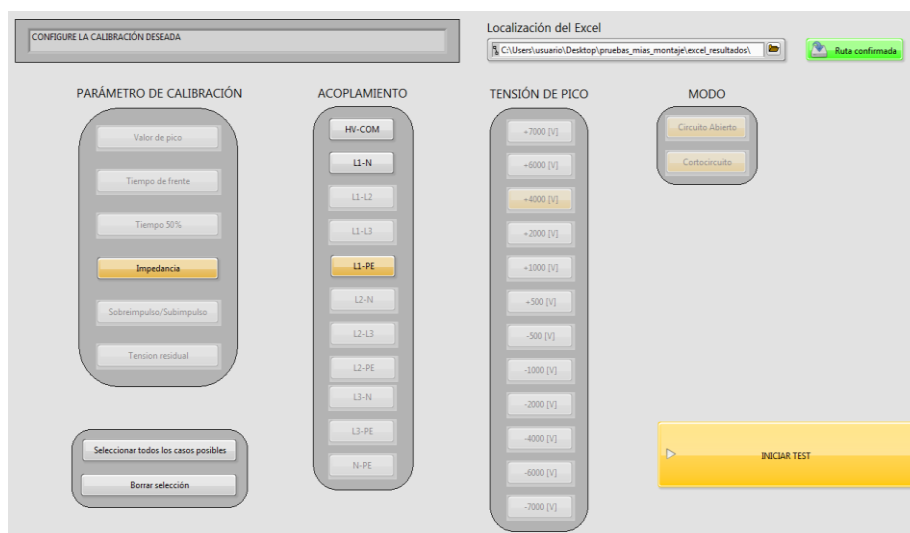 CONFIGURE LA CALIBRACIÓN DESEADA
Localización del Excel
C:\Users\usuario\Desktop\pruebas_mias_montaje\excel_resultados\
Ruta confirmada
PARÁMETRO DE CALIBRACIÓN
Valor de pico
Tiempo de frente
Tiempo 50%
Impedancia
Sobreimpulso/Subimpulso
Tension residual
Seleccionar todos los casos posibles
Borrar selección
ACOPLAMIENTO
HV-COM
L1-N
L1-L2
L1-L3
L1-PE
L2-N
L2-L3
L2-PE
L3-N
L3-PE
N-PE
TENSIÓN DE PICO
+7000 [V]
+6000 [V]
+4000 [V]
+2000 [V]
+1000 [V]
+500 [V]
-500 [V]
-1000 [V]
-2000 [V]
-4000 [V]
-6000 [V]
-7000 [V]
MODO
Circuito Abierto
Cortocircuito
INICIAR TEST